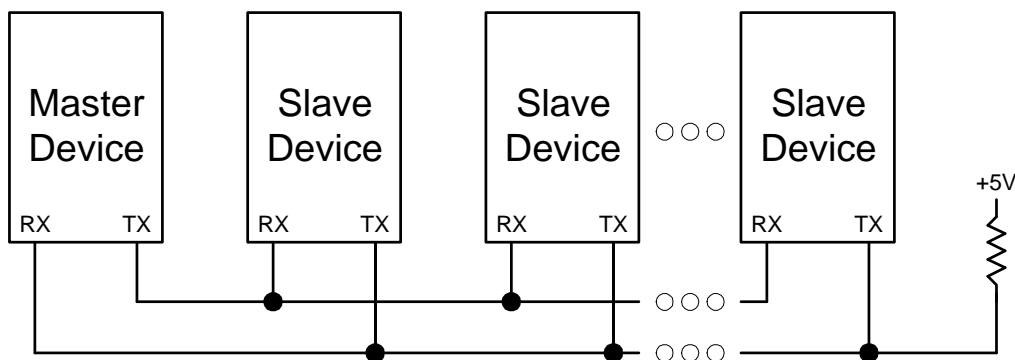 Master
Device
Slave
Device
Slave
Device
Slave
Device
+5V
RX TX
RX TX
RX TX
RX TX